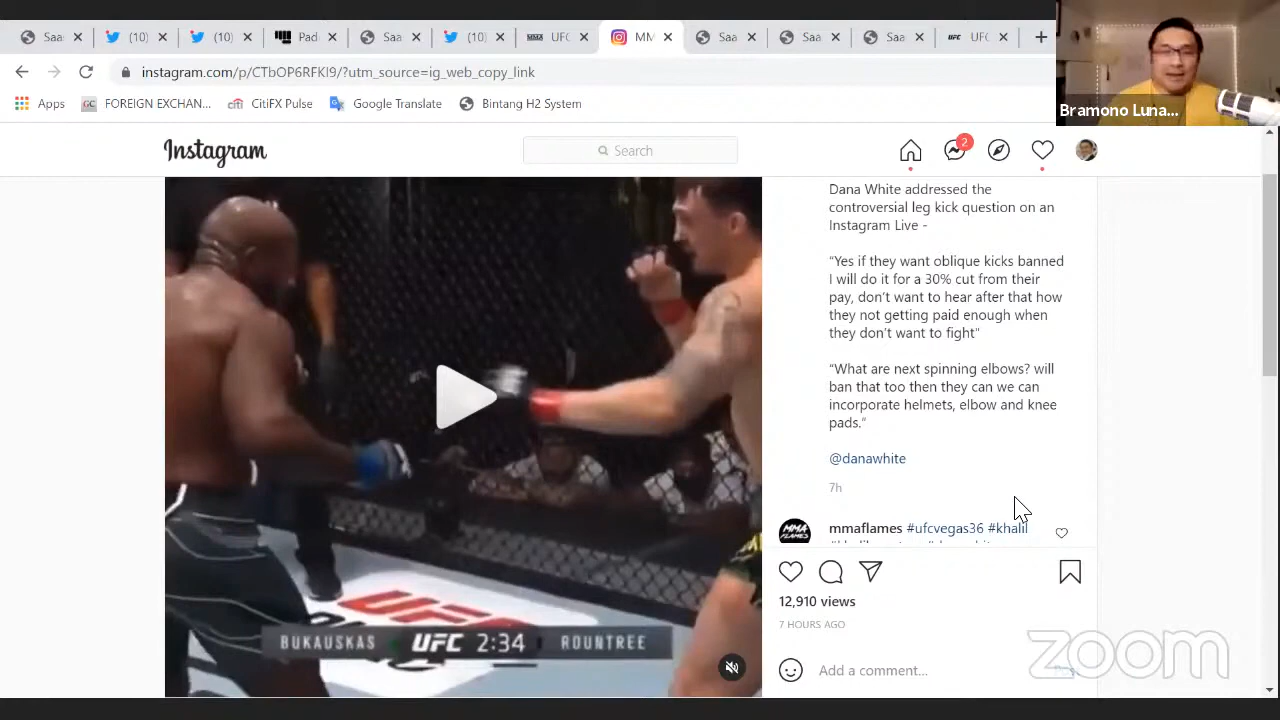 Saa
(10)
(10)
Pad
Saa
(10)
UFC
MM
Saa
Saa
Saa
UFC
instagram.com/p/CTbOP6RFKI9/?utm_source=ig_web_copy_link
Apps
GC FOREIGN EXCHAN...
citi CitiFX Pulse
Google Translate
Bintang H2 System
Bramono Luna...
Instagram
Search
2
Dana White addressed the
controversial leg kick question on an
Instagram Live -
“Yes if they want oblique kicks banned
I will do it for a 30% cut from their
pay, don’t want to hear after that how
they not getting paid enough when
they don’t want to fight”
“What are next spinning elbows? will
ban that too then they can we can
incorporate helmets, elbow and knee
pads.”
@danawhite
7h
MMA
FLAMES
mmaflames #ufcvegas36 #khalil
12,910 views
7 HOURS AGO
Add a comment...
UFC
BUKAUSKAS UFC 2:34 ROUNTREE
zoom